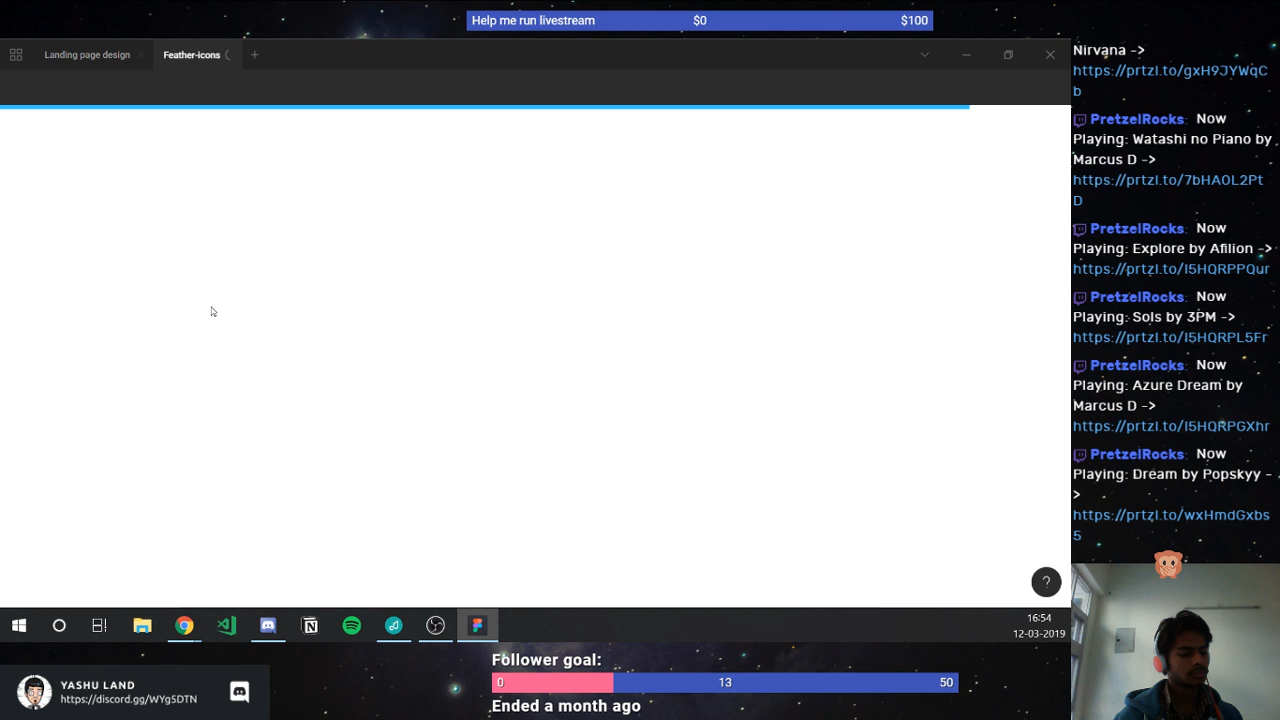 Help me run livestream $0 $100
Landing page design
Feather-icons
Nirvana ->
https://prtzl.to/gxH9JYWqC
b
PretzelRocks: Now
Playing: Watashi no Piano by
Marcus D ->
https://prtzl.to/7bHA0L2Pt
D
PretzelRocks: Now
Playing: Explore by Afilion ->
https://prtzl.to/I5HQRPPQur
PretzelRocks: Now
Playing: Sols by 3PM ->
https://prtzl.to/I5HQRPL5Fr
PretzelRocks: Now
Playing: Azure Dream by
Marcus D ->
https://prtzl.to/I5HQRPGXhr
PretzelRocks: Now
Playing: Dream by Popskyy -
>
https://prtzl.to/wxHmdGxbs
5
?
16:54
12-03-2019
YASHU LAND
https://discord.gg/WYg5DTN
Follower goal:
0 13 50
Ended a month ago